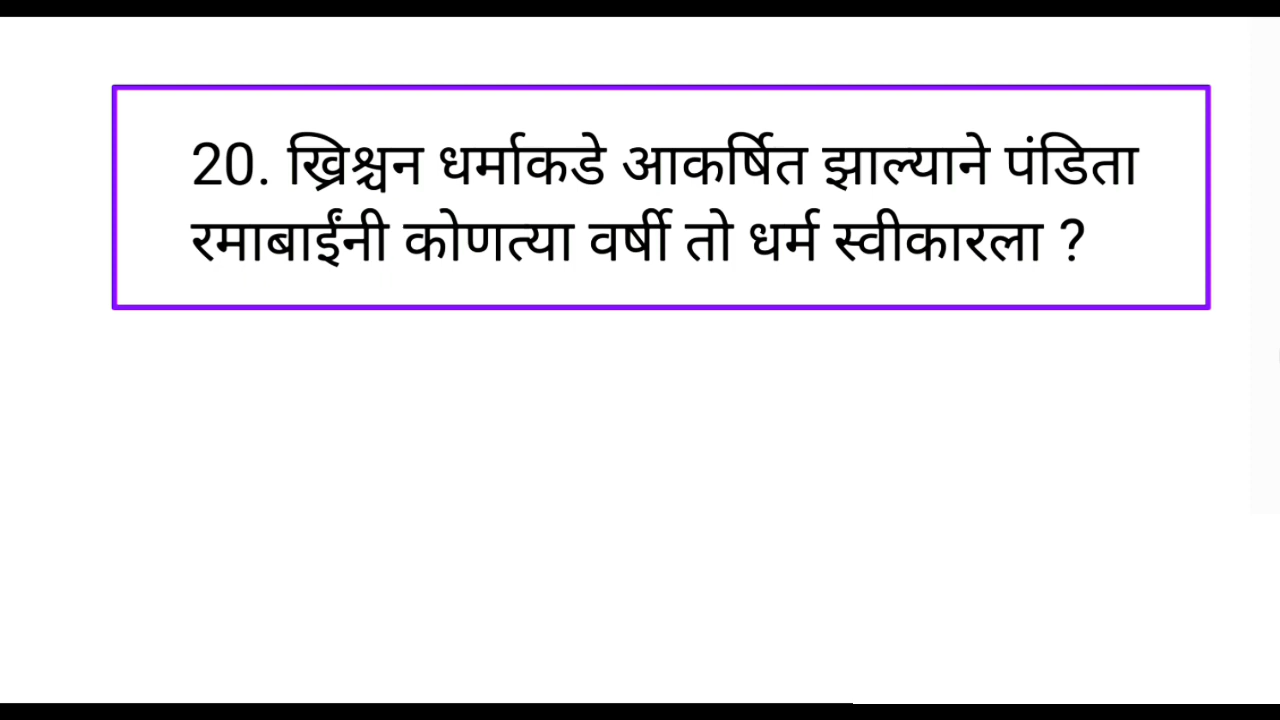 20. ख्रिश्चन धर्माकडे आकर्षित झाल्याने पंडिता
रमाबाईंनी कोणत्या वर्षी तो धर्म स्वीकारला ?